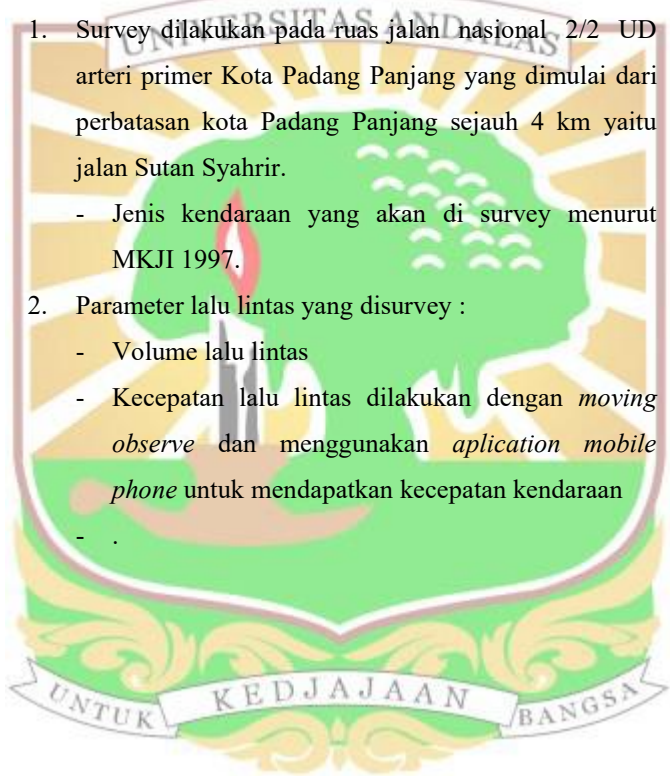 UNIVERSITAS ANDALAS
1. Survey dilakukan pada ruas jalan nasional 2/2 UD
arteri primer Kota Padang Panjang yang dimulai dari
perbatasan kota Padang Panjang sejauh 4 km yaitu
jalan Sutan Syahrir.
- Jenis kendaraan yang akan di survey menurut
MKJI 1997.
2. Parameter lalu lintas yang disurvey :
- Volume lalu lintas
- Kecepatan lalu lintas dilakukan dengan moving
observe dan menggunakan aplication mobile
phone untuk mendapatkan kecepatan kendaraan
- .
UNTUK KEDJAJAAN BANGSA